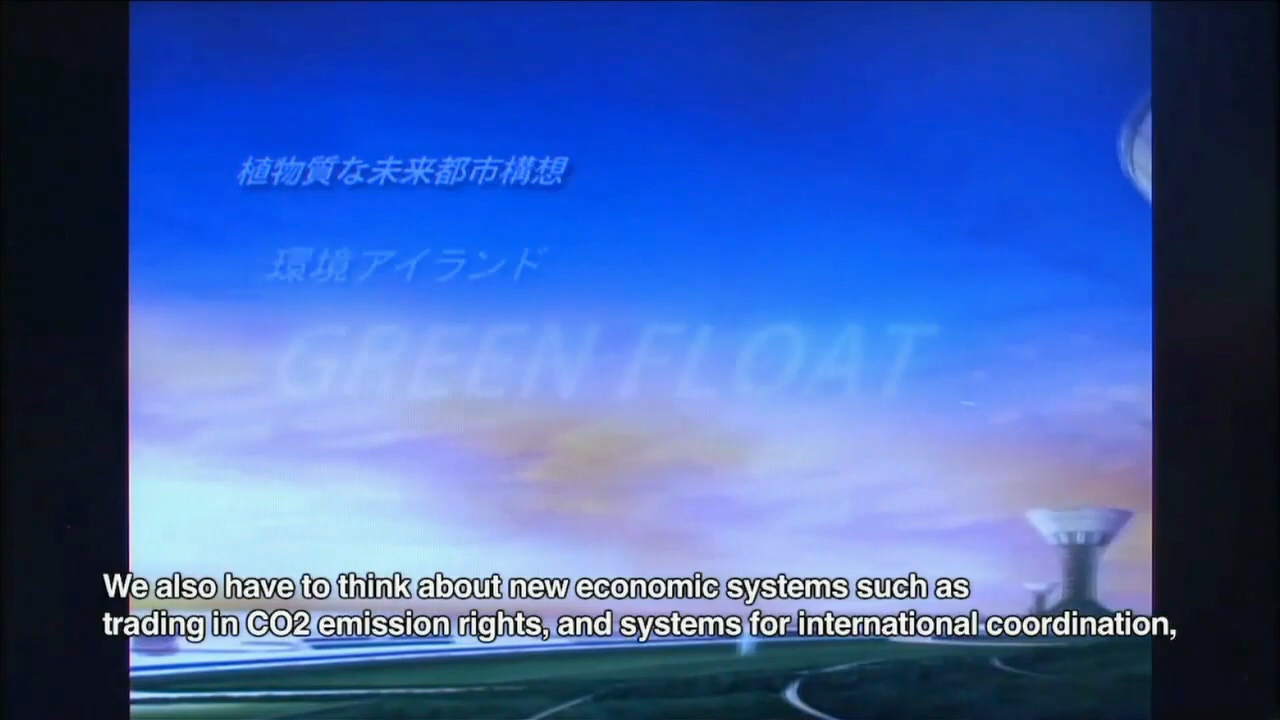 植物質な未来都市構想
環境アイランド
GREEN FLOAT
We also have to think about new economic systems such as
trading in CO2 emission rights, and systems for international coordination,